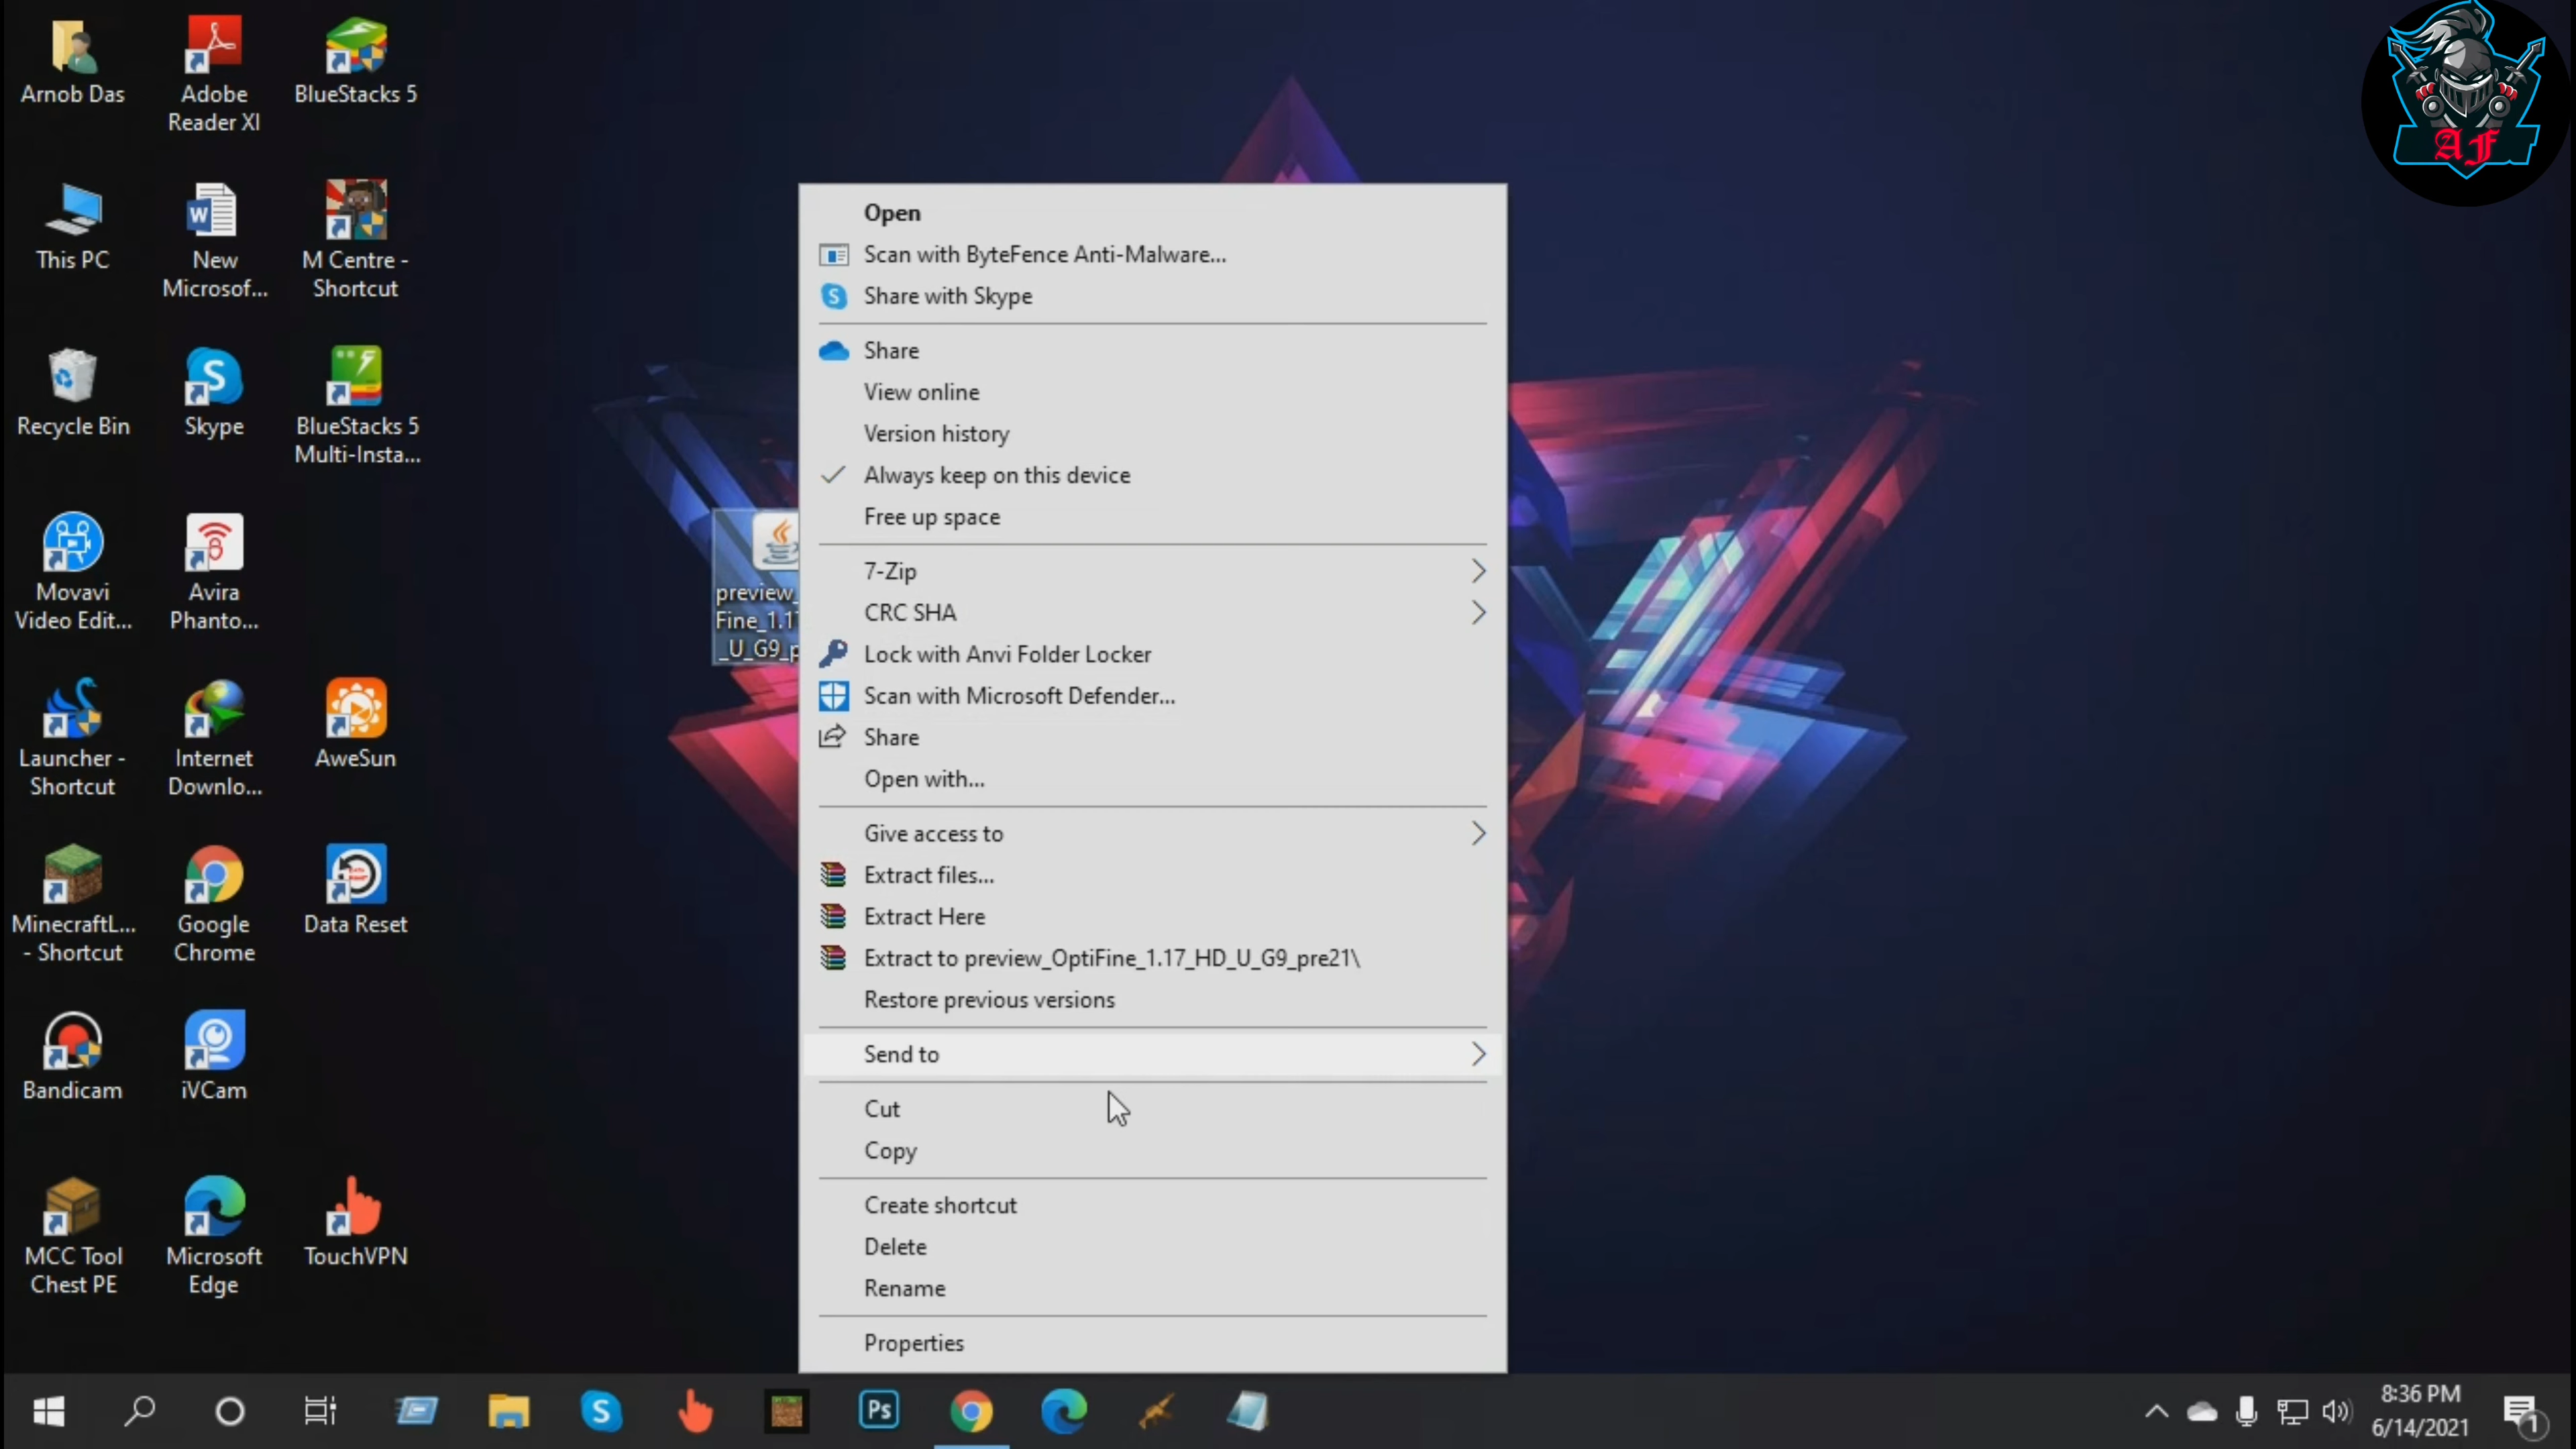 Arnob Das
Adobe
Reader XI
BlueStacks 5
This PC
New
Microsof...
M Centre -
Shortcut
Recycle Bin
Skype
BlueStacks 5
Multi-Insta...
Movavi
Video Edit...
Avira
Phanto...
Launcher -
Shortcut
Internet
Downlo...
AweSun
MinecraftL...
- Shortcut
Google
Chrome
Data Reset
Bandicam
iVCam
MCC Tool
Chest PE
Microsoft
Edge
TouchVPN
preview_
Fine_1.1
_U_G9_p
Open
Scan with ByteFence Anti-Malware...
Share with Skype
Share
View online
Version history
Always keep on this device
Free up space
7-Zip
CRC SHA
Lock with Anvi Folder Locker
Scan with Microsoft Defender...
Share
Open with...
Give access to
Extract files...
Extract Here
Extract to preview_OptiFine_1.17_HD_U_G9_pre21\
Restore previous versions
Send to
Cut
Copy
Create shortcut
Delete
Rename
Properties
AF
Ps
8:36 PM
6/14/2021
1